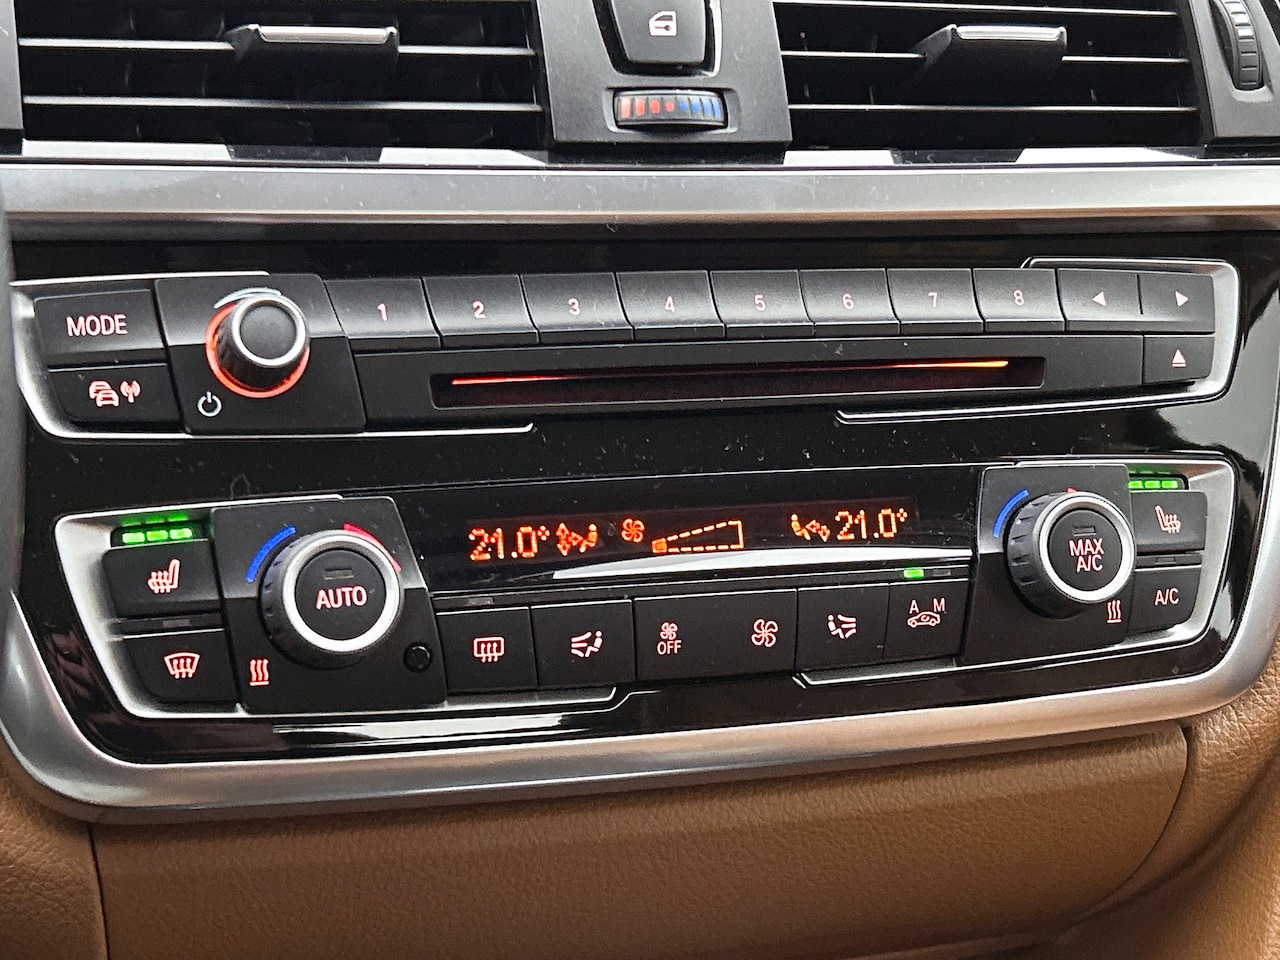 MODE
1 2 3 4 5 6 7 8
21.0° 21.0°
AUTO
MAX
A/C
A/C
A M
OFF